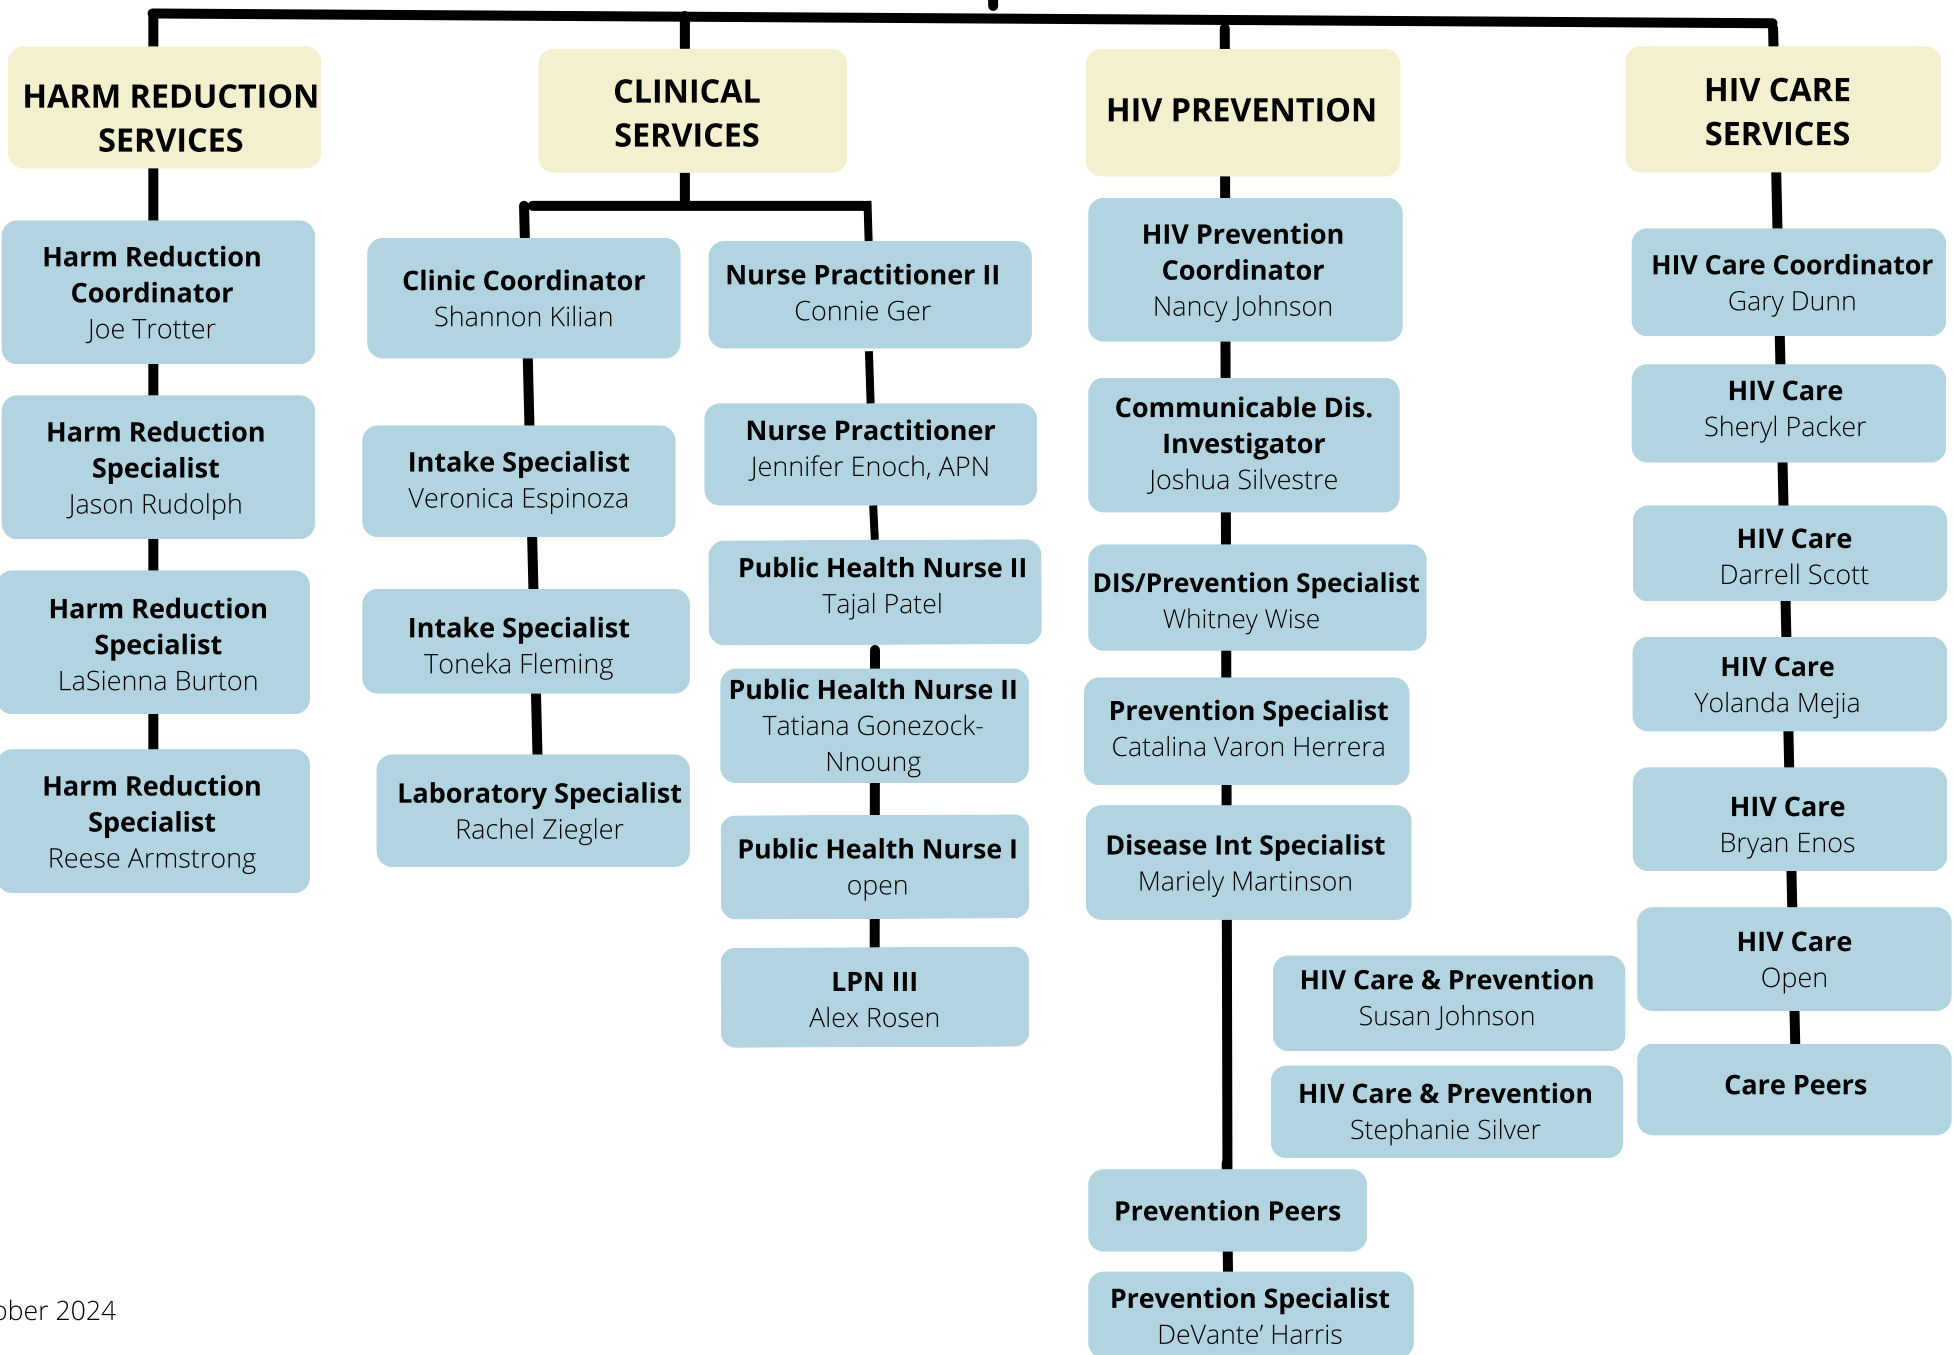 HARM REDUCTION
SERVICES
Harm Reduction
Coordinator
Joe Trotter
Harm Reduction
Specialist
Jason Rudolph
Harm Reduction
Specialist
LaSienna Burton
Harm Reduction
Specialist
Reese Armstrong
CLINICAL
SERVICES
Clinic Coordinator
Shannon Kilian
Intake Specialist
Veronica Espinoza
Intake Specialist
Toneka Fleming
Laboratory Specialist
Rachel Ziegler
Nurse Practitioner II
Connie Ger
Nurse Practitioner
Jennifer Enoch, APN
Public Health Nurse II
Tajal Patel
Public Health Nurse II
Tatiana Gonezock-
Nnoung
Public Health Nurse I
open
LPN III
Alex Rosen
HIV PREVENTION
HIV Prevention
Coordinator
Nancy Johnson
Communicable Dis.
Investigator
Joshua Silvestre
DIS/Prevention Specialist
Whitney Wise
Prevention Specialist
Catalina Varon Herrera
Disease Int Specialist
Mariely Martinson
HIV Care & Prevention
Susan Johnson
HIV Care & Prevention
Stephanie Silver
Prevention Peers
Prevention Specialist
DeVante’ Harris
HIV CARE
SERVICES
HIV Care Coordinator
Gary Dunn
HIV Care
Sheryl Packer
HIV Care
Darrell Scott
HIV Care
Yolanda Mejia
HIV Care
Bryan Enos
HIV Care
Open
Care Peers
ober 2024